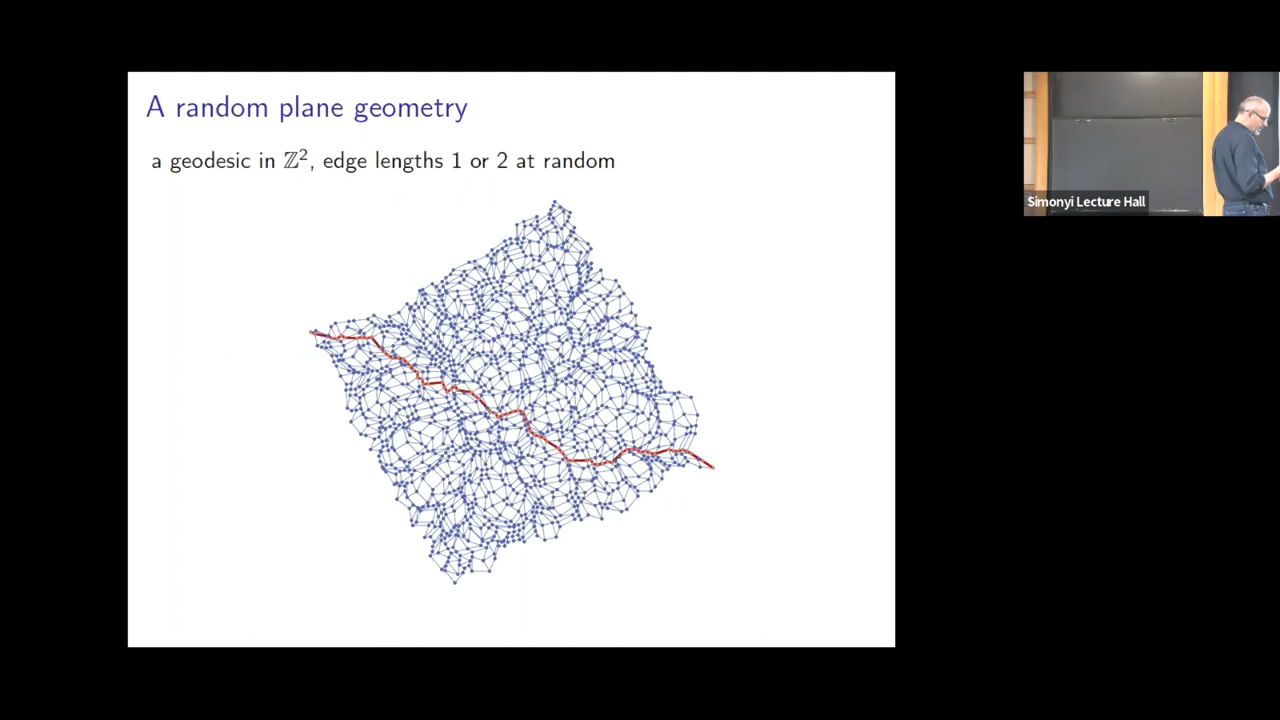 A random plane geometry
a geodesic in ℤ², edge lengths 1 or 2 at random
Simonyi Lecture Hall